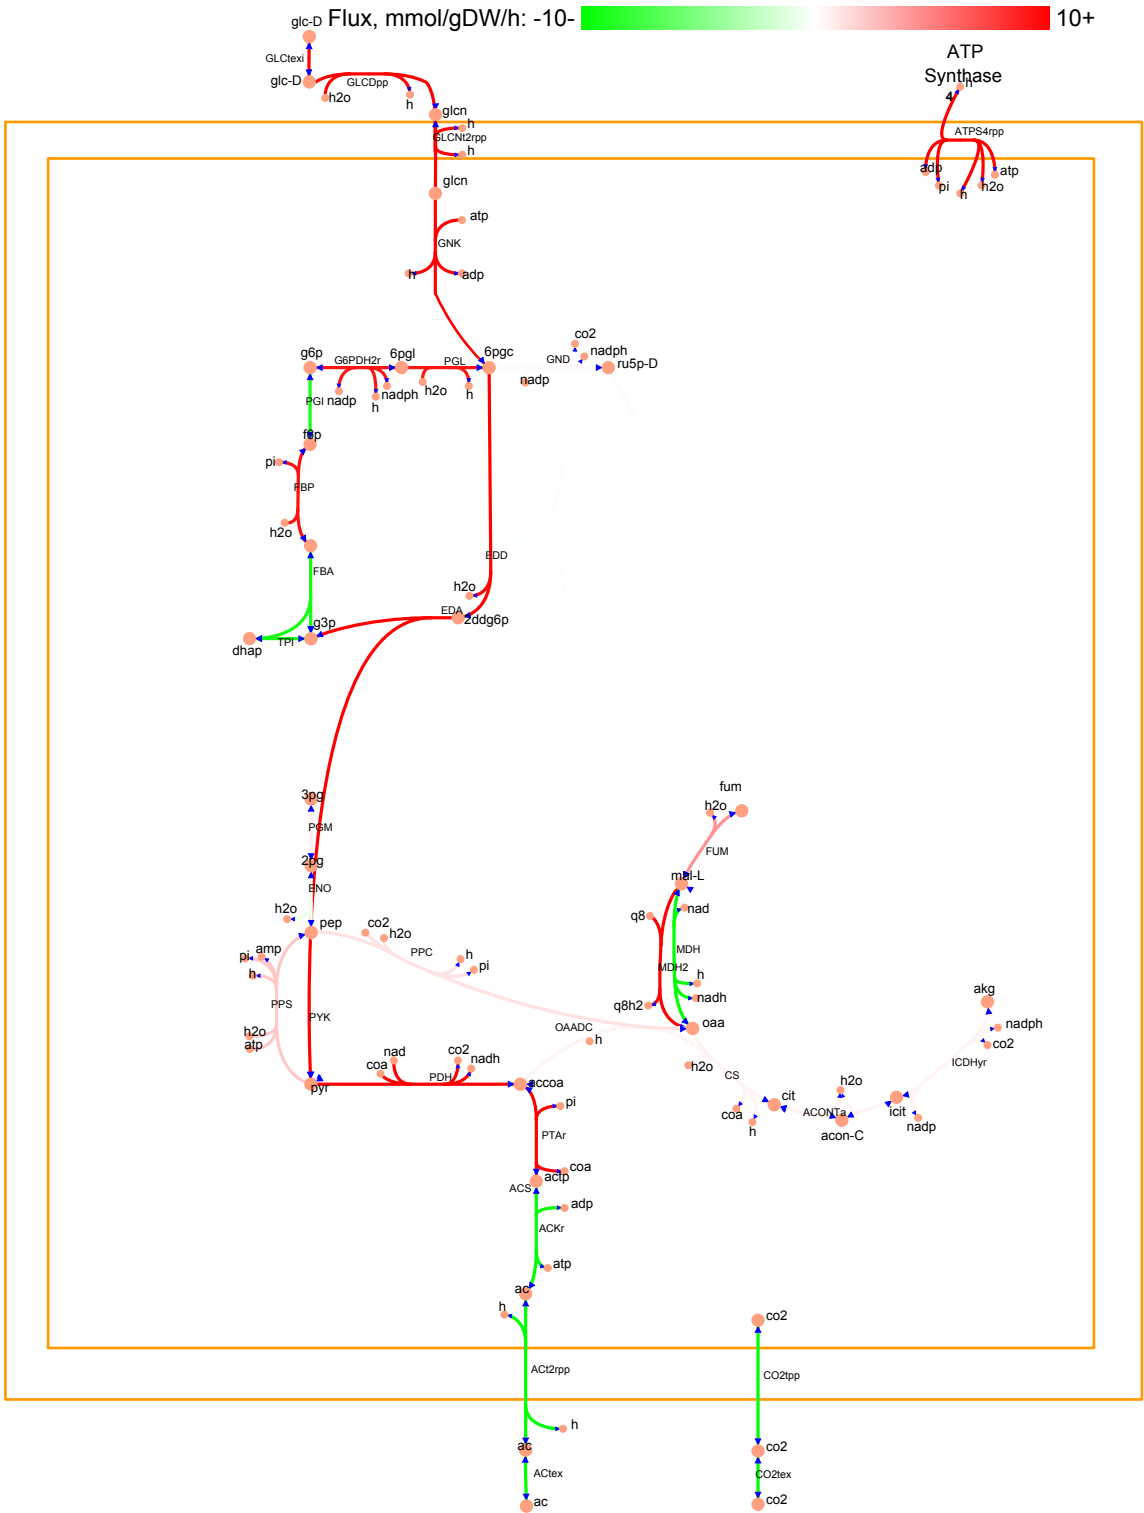 glc-D Flux, mmol/gDW/h: -10- 10+
ATP
Synthase
GLCtexi
glc-D
GLCDpp
h2o
h
glcn
h
GLCNt2rpp
h
h
4
ATPS4rpp
adp
pi
h
h2o
atp
glcn
atp
GNK
h
adp
g6p
G6PDH2r
6pgl
PGL
6pgc
co2
GND
nadph
ru5p-D
PGI
nadp
h
nadph
h2o
h
nadp
f6p
pi
FBP
h2o
FBA
EDD
h2o
EDA
2ddg6p
g3p
dhap
TPI
3pg
PGM
2pg
ENO
h2o
pep
fum
h2o
FUM
mal-L
q8
nad
MDH
MDH2
h
nadh
q8h2
oaa
co2
h2o
PPC
h
pi
pi
amp
h
PPS
h2o
atp
PYK
OAADC
h
akg
nadph
co2
ICDHyr
nad
coa
co2
nadh
PDH
pyr
accoa
h2o
CS
coa
h
cit
h2o
ACONTa
acon-C
icit
nadp
pi
PTAr
coa
actp
ACS
adp
ACKr
atp
ac
h
ACt2rpp
h
ac
ACtex
ac
co2
CO2tpp
co2
CO2tex
co2